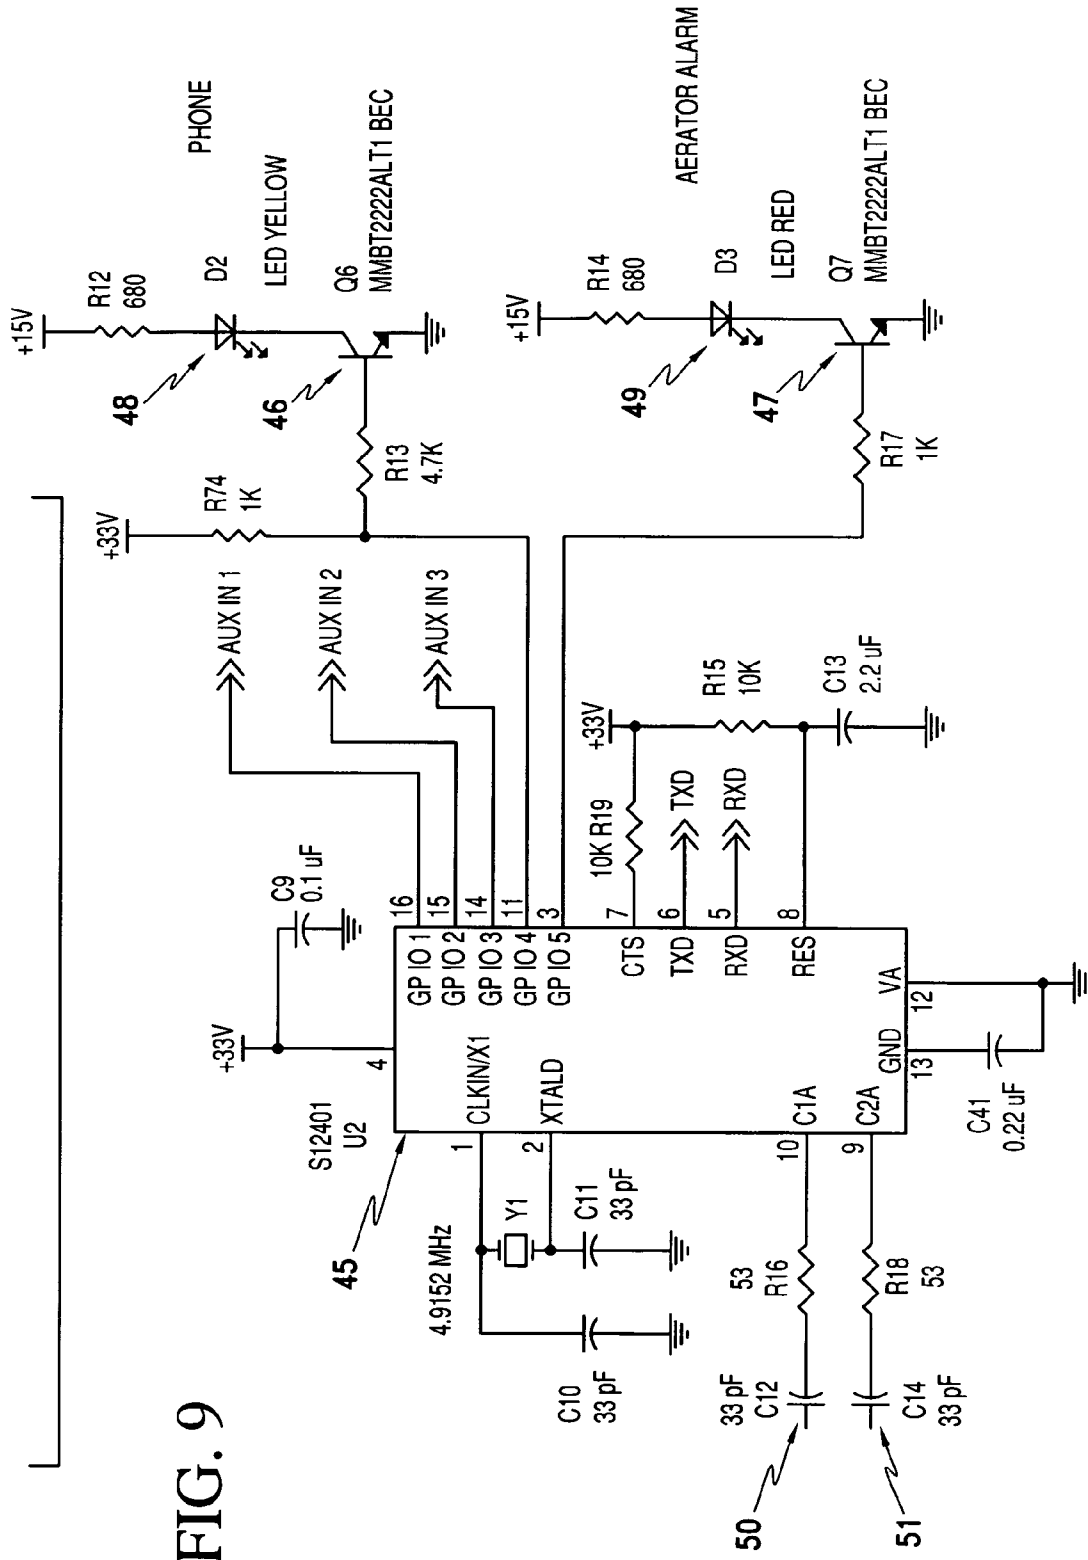 FIG. 9
+15V
R12
680
D2
LED YELLOW
PHONE
48
Q6
MMBT2222ALT1 BEC
46
+33V
R74
1K
R13
4.7K
AUX IN 1
AUX IN 2
AUX IN 3
+15V
R14
680
D3
LED RED
AERATOR ALARM
49
Q7
MMBT2222ALT1 BEC
47
R17
1K
+33V
C9
0.1 uF
S12401
U2
45
4
GP IO 1
16
GP IO 2
15
GP IO 3
14
GP IO 4
11
GP IO 5
3
CTS
7
TXD
6
RXD
5
RES
8
10K R19
TXD
RXD
+33V
R15
10K
C13
2.2 uF
1
CLKIN/X1
2
XTALD
4.9152 MHz
Y1
C11
33 pF
C10
33 pF
10
C1A
9
C2A
53
R16
R18
53
33 pF
C12
C14
33 pF
50
51
GND
13
VA
12
C41
0.22 uF